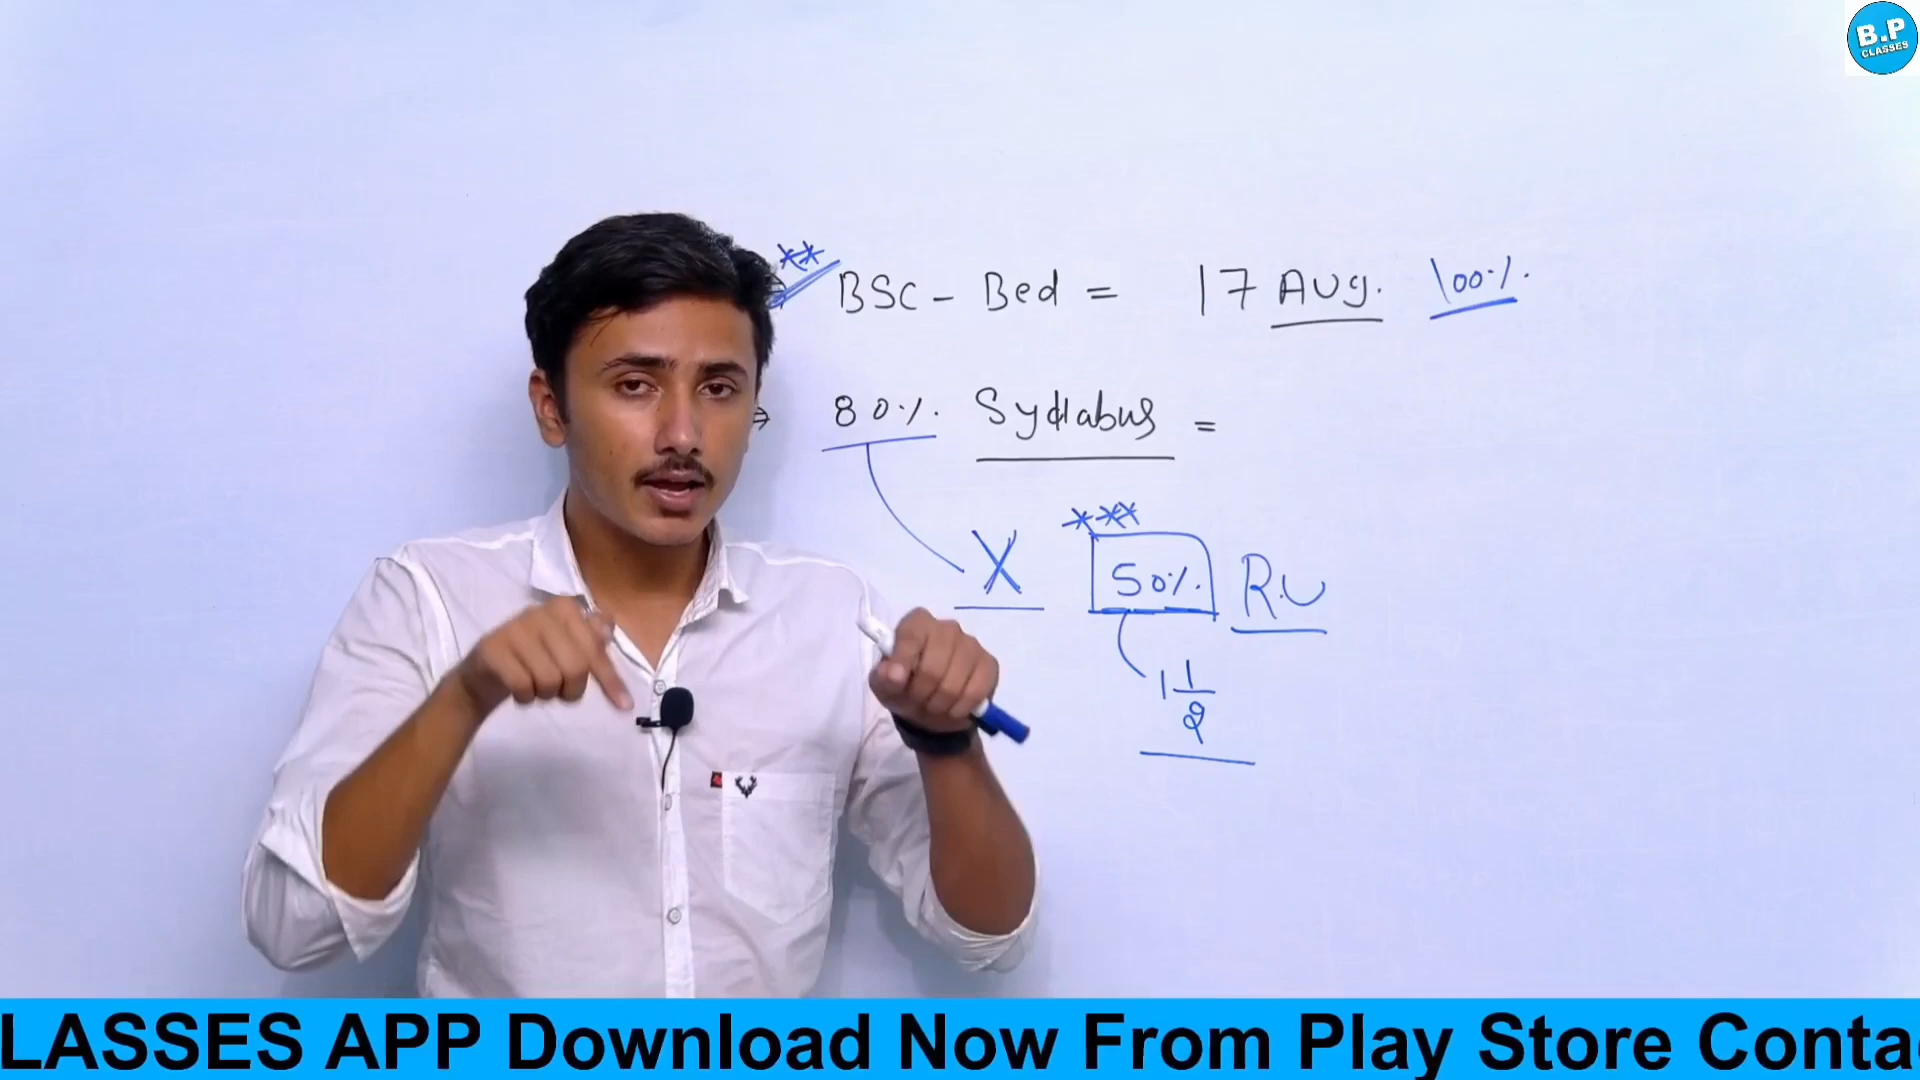 B.P
CLASSES
**
BSC - Bed = 17 Aug. 100%.
⇒ 80%. Syllabus =
***
X 50%. R.U
1 1/2
LASSES APP Download Now From Play Store Conta